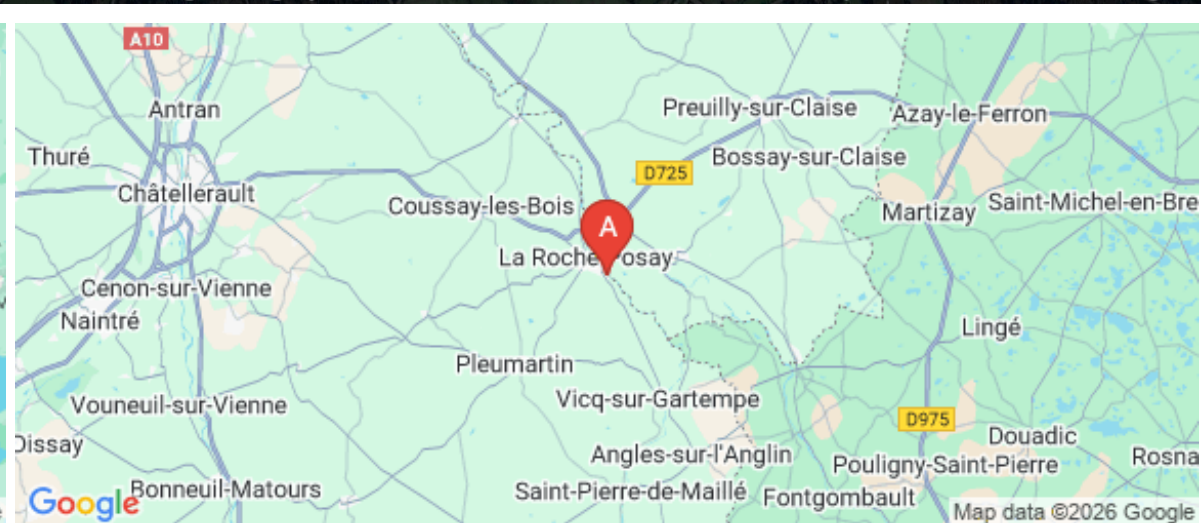 A10
Antran
Preuilly-sur-Claise
Azay-le-Ferron
Thuré
Bossay-sur-Claise
D725
Châtellerault
Coussay-les-Bois
Martizay
Saint-Michel-en-Bre
A
La Roche-Posay
Cenon-sur-Vienne
Naintré
Lingé
Pleumartin
Vouneuil-sur-Vienne
Vicq-sur-Gartempe
D975
Dissay
Douadic
Angles-sur-l'Anglin
Pouligny-Saint-Pierre
Rosna
Bonneuil-Matours
Saint-Pierre-de-Maillé
Fontgombault
Google
Map data ©2026 Google